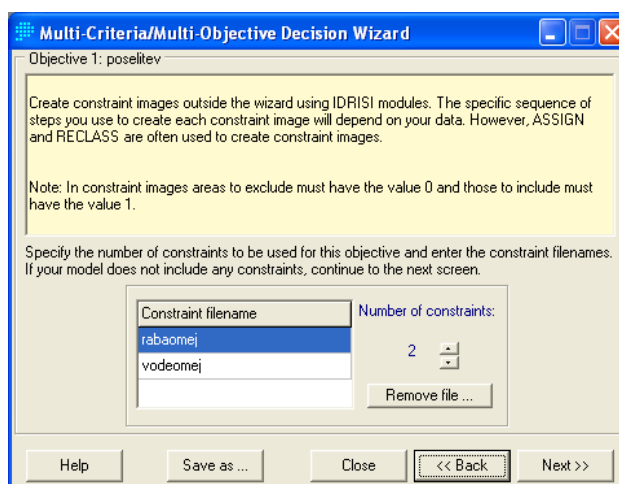 Multi-Criteria/Multi-Objective Decision Wizard
Objective 1: poselitev
Create constraint images outside the wizard using IDRISI modules. The specific sequence of
steps you use to create each constraint image will depend on your data. However, ASSIGN
and RECLASS are often used to create constraint images.
Note: In constraint images areas to exclude must have the value 0 and those to include must
have the value 1.
Specify the number of constraints to be used for this objective and enter the constraint filenames.
If your model does not include any constraints, continue to the next screen.
Constraint filename
Number of constraints:
rabaomej
2
vodeomej
Remove file ...
Help
Save as ...
Close
<< Back
Next >>